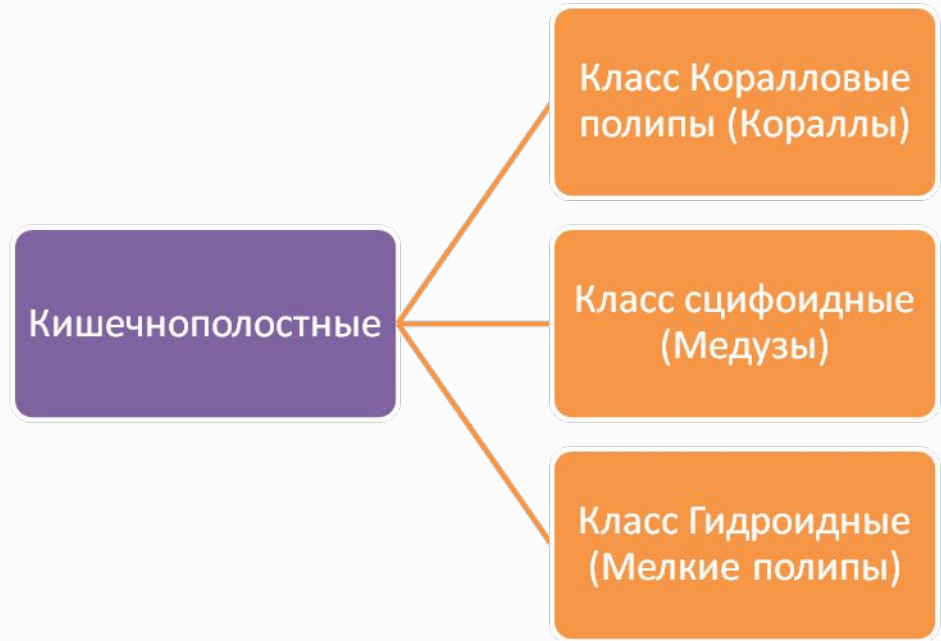 Класс Коралловые
полипы (Кораллы)
Кишечнополостные
Класс сцифоидные
(Медузы)
Класс Гидроидные
(Мелкие полипы)